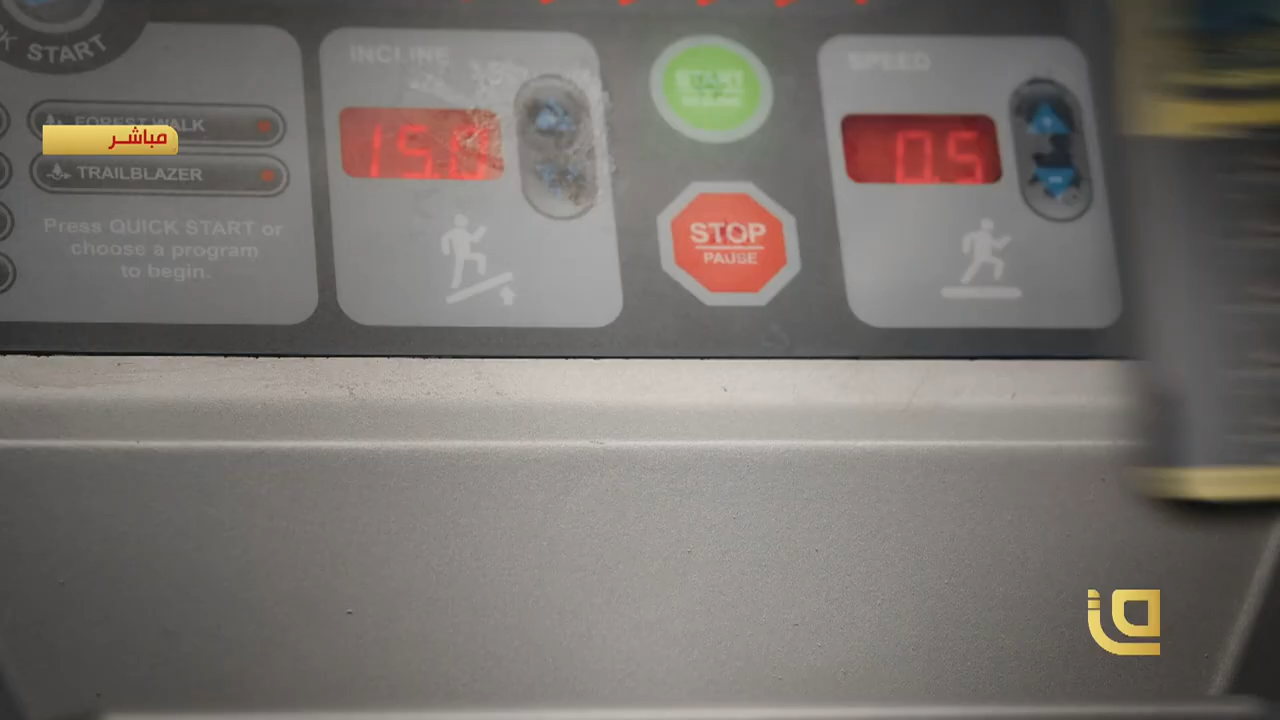 START
FOREST WALK
مباشر
TRAILBLAZER
Press QUICK START or
choose a program
to begin.
INCLINE
15.0
START
STOP
PAUSE
SPEED
0.5